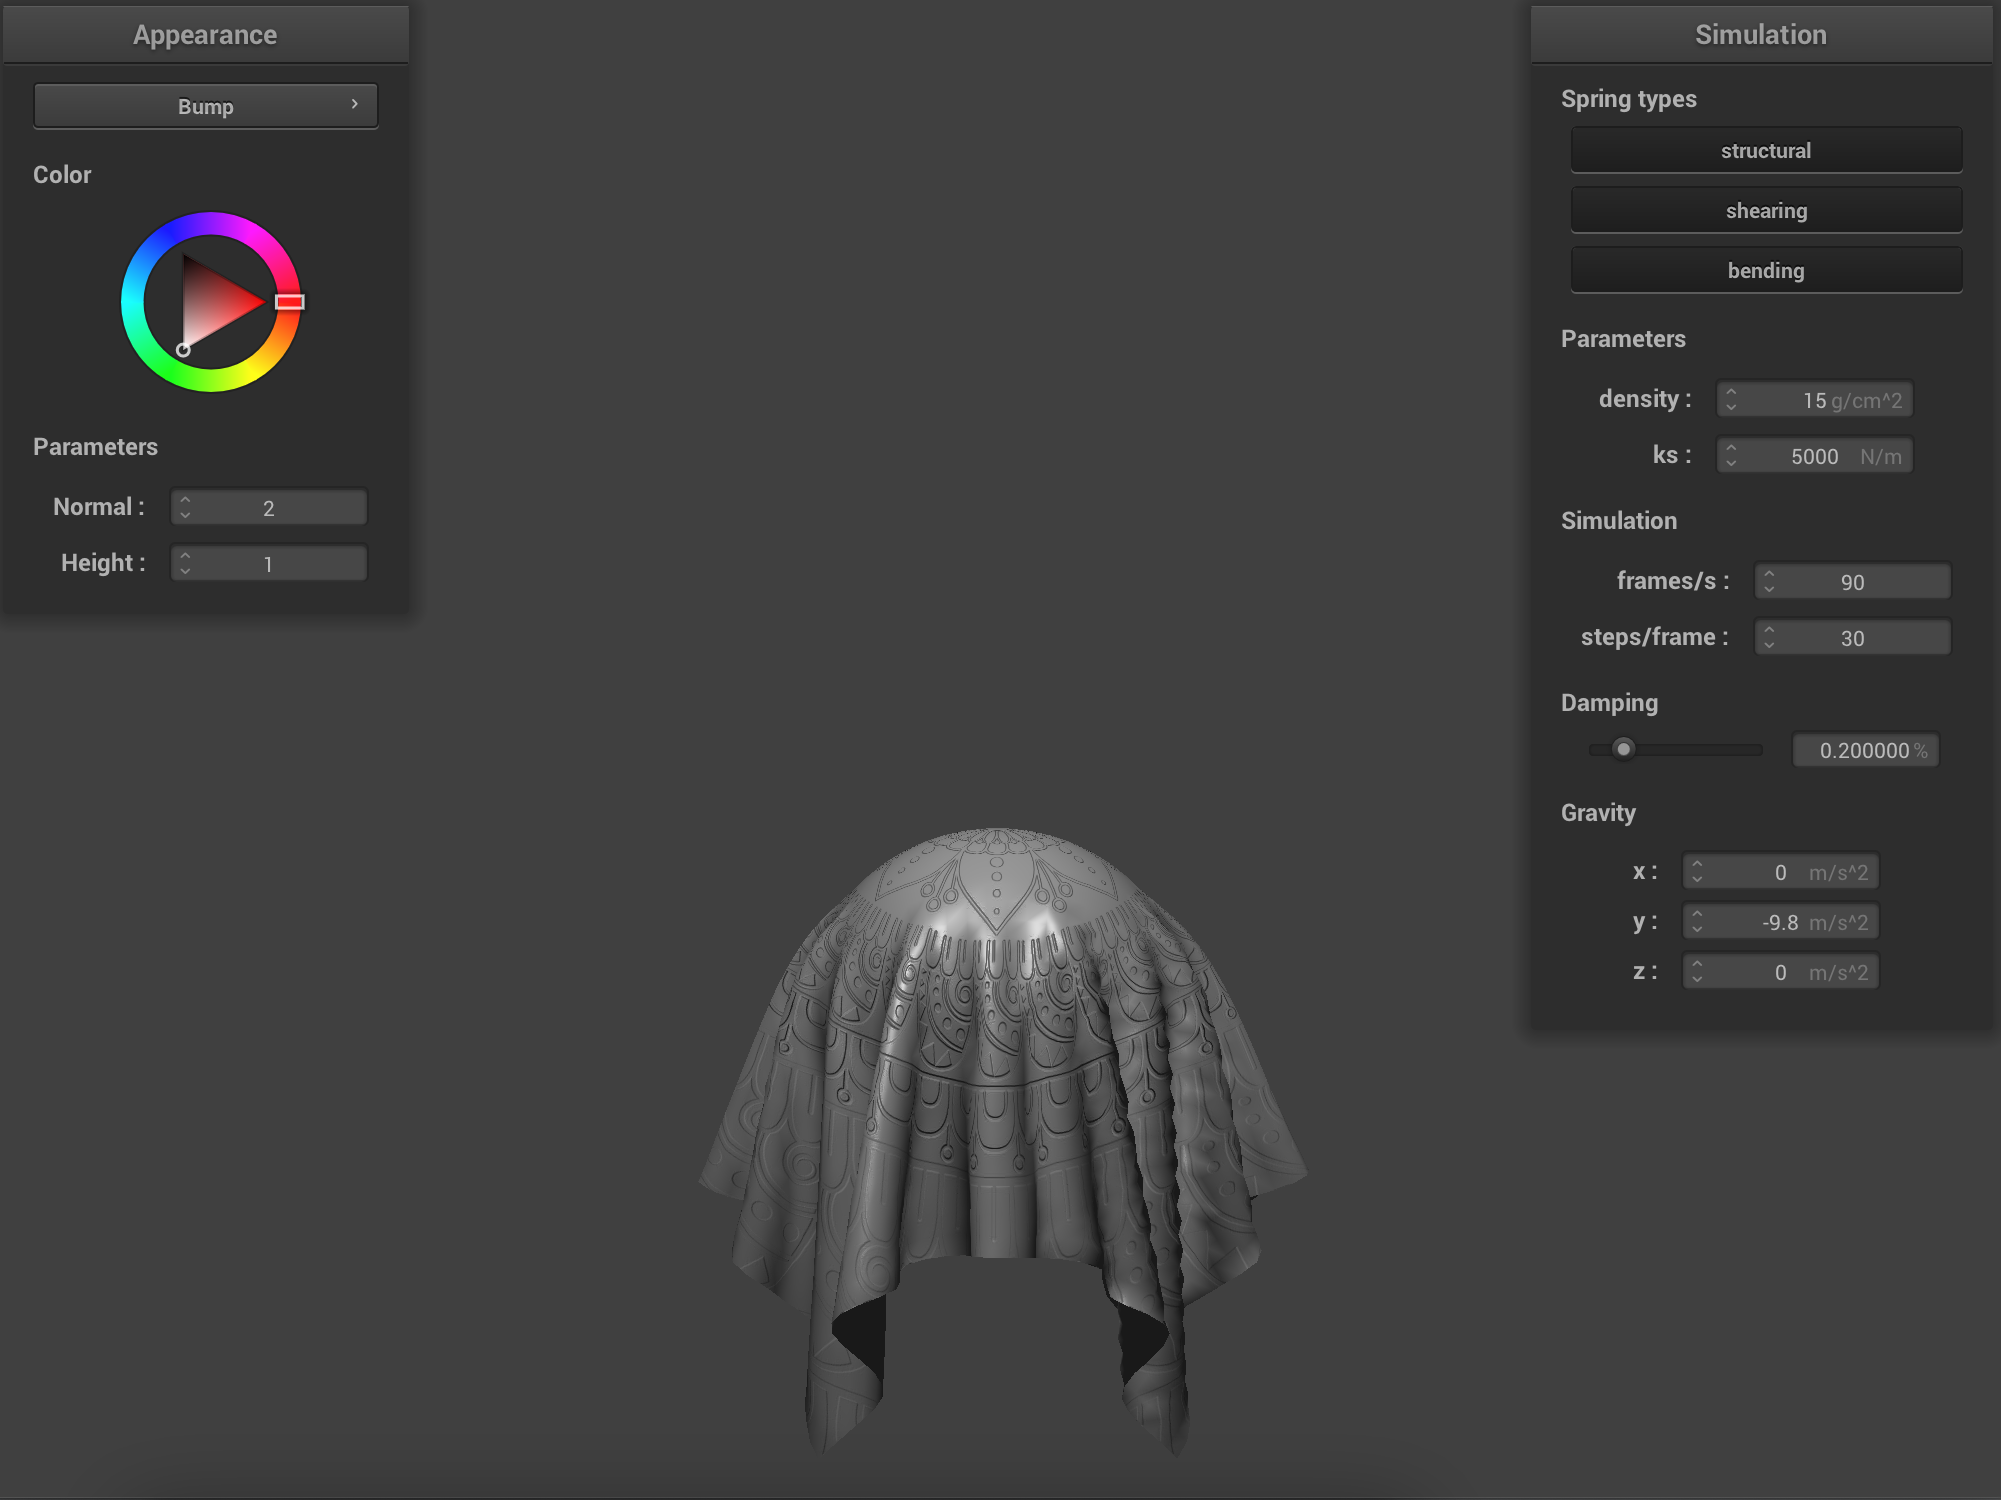 Appearance
Bump
Color
Parameters
Normal : 2
Height : 1
Simulation
Spring types
structural
shearing
bending
Parameters
density : 15 g/cm^2
ks : 5000 N/m
Simulation
frames/s : 90
steps/frame : 30
Damping
0.200000 %
Gravity
x : 0 m/s^2
y : -9.8 m/s^2
z : 0 m/s^2